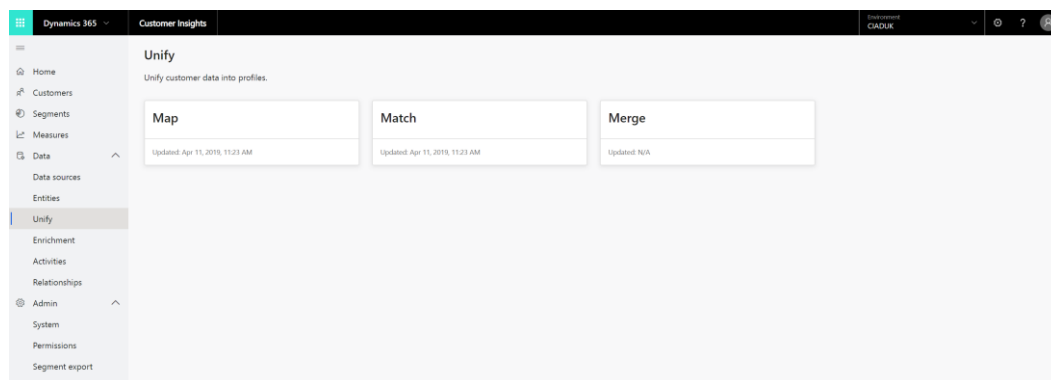 Dynamics 365
Customer Insights
Environment
CIADUK
?
Home
Customers
Segments
Measures
Data
Data sources
Entities
Unify
Enrichment
Activities
Relationships
Admin
System
Permissions
Segment export
Unify
Unify customer data into profiles.
Map
Updated: Apr 11, 2019, 11:23 AM
Match
Updated: Apr 11, 2019, 11:23 AM
Merge
Updated: N/A